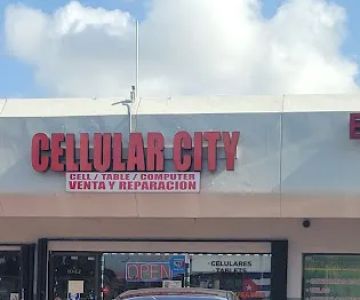 CELLULAR CITY
CELL / TABLE / COMPUTER
VENTA Y REPARACION
OPEN
CELULARES
TABLETS